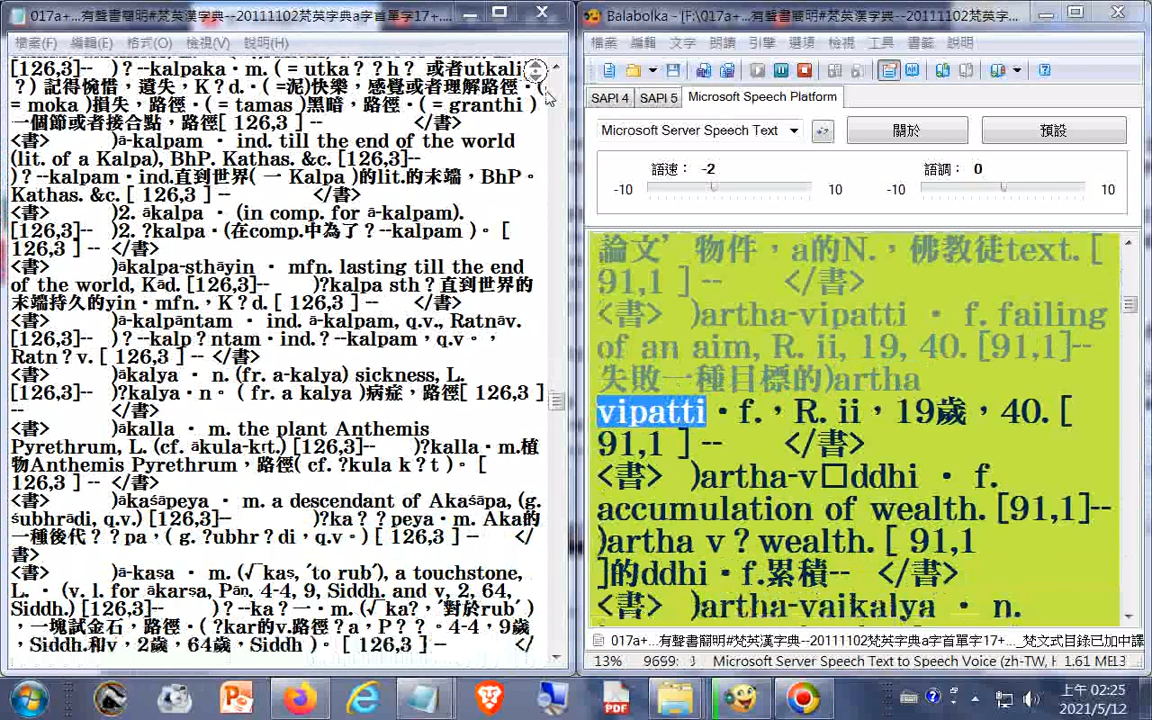 017a+...有聲書關明#梵英漢字典--20111102梵英字典a字首單字17+...
檔案(F) 編輯(E) 格式(O) 檢視(V) 說明(H)
[126,3]-- )? --kalpaka‧m. ( = utka? ?h? 或者utkali
?) 記得惋惜，遺失，K?d.‧(=泥)快樂，感覺或者理解路徑‧(
= moka )損失，路徑‧( = tamas )黑暗，路徑‧( = granthi )
一個節或者接合點，路徑[ 126,3 ] -- </書>
<書> )ā-kalpam ‧ ind. till the end of the world
(lit. of a Kalpa), BhP. Kathas. &c. [126,3]--
)? --kalpam‧ind.直到世界( 一 Kalpa )的lit.的末端，BhP。
Kathas. &c. [ 126,3 ] -- </書>
<書> )2. ākalpa ‧ (in comp. for ā-kalpam).
[126,3]-- )2. ?kalpa‧(在comp.中為了 ? --kalpam )。 [
126,3 ] -- </書>
<書> )ākalpa-sthāyin ‧ mfn. lasting till the end
of the world, Kād. [126,3]-- )?kalpa sth ? 直到世界的
末端持久的yin‧mfn.，K ? d. [ 126,3 ] -- </書>
<書> )ā-kalpāntam ‧ ind. ā-kalpam, q.v., Ratnāv.
[126,3]-- )? --kalp ? ntam‧ind.? --kalpam，q.v。，
Ratn ? v. [ 126,3 ] -- </書>
<書> )ākalya ‧ n. (fr. a-kalya) sickness, L.
[126,3]-- )?kalya‧n。 ( fr. a kalya )病症，路徑[ 126,3 ]
-- </書>
<書> )ākalla ‧ m. the plant Anthemis
Pyrethrum, L. (cf. ākula-kṛt.) [126,3]-- )?kalla‧m.植
物Anthemis Pyrethrum，路徑( cf. ?kula k ? t )。 [
126,3 ] -- </書>
<書> )ākaśāpeya ‧ m. a descendant of Akaśāpa, (g.
śubhrādi, q.v.) [126,3]-- )?ka ? ? peya‧m. Aka的
一種後代 ? ? pa，( g. ?ubhr ? di，q.v。) [ 126,3 ] -- </
書>
<書> )ā-kaṣa ‧ m. (√kaṣ, 'to rub'), a touchstone,
L. ‧ (v. l. for ākarṣa, Pāṇ. 4-4, 9, Siddh. and v, 2, 64,
Siddh.) [126,3]-- )? --ka ? 一‧m. (√ka?，'對於rub' )
，一塊試金石，路徑‧( ?kar的v.路徑 ? a，P ? ?。4-4，9歲
，Siddh.和v，2歲，64歲，Siddh )。 [ 126,3 ] -- </
Balabolka - [F:\017a+...有聲書關明#梵英漢字典--20111102梵英字...
檔案 編輯 文字 朗讀 引擎 選項 檢視 工具 書籤 說明
SAPI 4 SAPI 5 Microsoft Speech Platform
Microsoft Server Speech Text 關於 預設
語速： -2 語調： 0
-10 10 -10 10
論文’物件，a的N.，佛教徒text. [
91,1 ] -- </書>
<書> )artha-vipatti ‧ f. failing
of an aim, R. ii, 19, 40. [91,1]--
失敗一種目標的)artha
vipatti‧f.，R. ii，19歲，40. [
91,1 ] -- </書>
<書> )artha-v□ddhi ‧ f.
accumulation of wealth. [91,1]--
)artha v ? wealth. [ 91,1
]的ddhi‧f.累積-- </書>
<書> )artha-vaikalya ‧ n.
017a+...有聲書關明#梵英漢字典--20111102梵英字典a字首單字17+..._梵文式目錄已加中譯
13% 9659: Microsoft Server Speech Text to Speech Voice (zh-TW, H 1.61 МБ
上午 02:25
2021/5/12